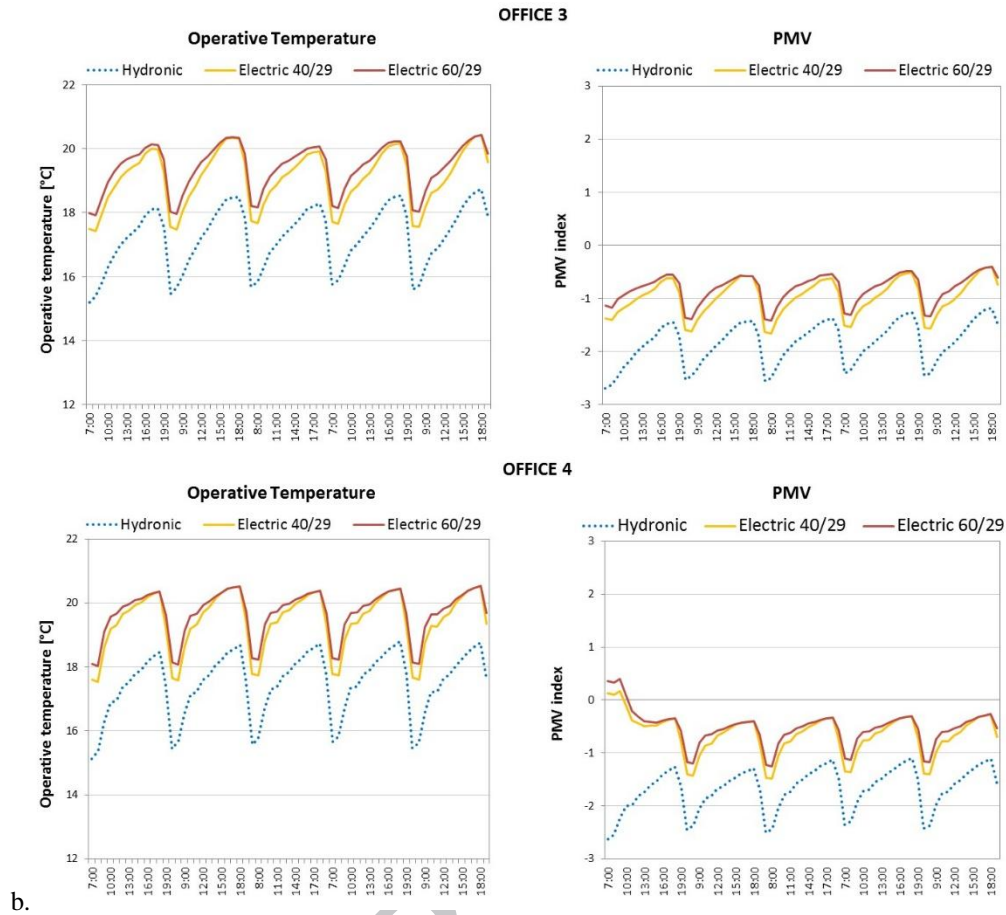 OFFICE 3
Operative Temperature
Hydronic Electric 40/29 Electric 60/29
Operative temperature [°C]
22
20
18
16
14
12
7:00 10:00 13:00 16:00 19:00 9:00 12:00 15:00 18:00 8:00 11:00 14:00 17:00 7:00 10:00 13:00 16:00 19:00 9:00 12:00 15:00 18:00
PMV
Hydronic Electric 40/29 Electric 60/29
PMV index
3
2
1
0
-1
-2
-3
7:00 10:00 13:00 16:00 19:00 9:00 12:00 15:00 18:00 8:00 11:00 14:00 17:00 7:00 10:00 13:00 16:00 19:00 9:00 12:00 15:00 18:00
OFFICE 4
Operative Temperature
Hydronic Electric 40/29 Electric 60/29
Operative temperature [°C]
22
20
18
16
14
12
7:00 10:00 13:00 16:00 19:00 9:00 12:00 15:00 18:00 8:00 11:00 14:00 17:00 7:00 10:00 13:00 16:00 19:00 9:00 12:00 15:00 18:00
PMV
Hydronic Electric 40/29 Electric 60/29
PMV index
3
2
1
0
-1
-2
-3
7:00 10:00 13:00 16:00 19:00 9:00 12:00 15:00 18:00 8:00 11:00 14:00 17:00 7:00 10:00 13:00 16:00 19:00 9:00 12:00 15:00 18:00
b.